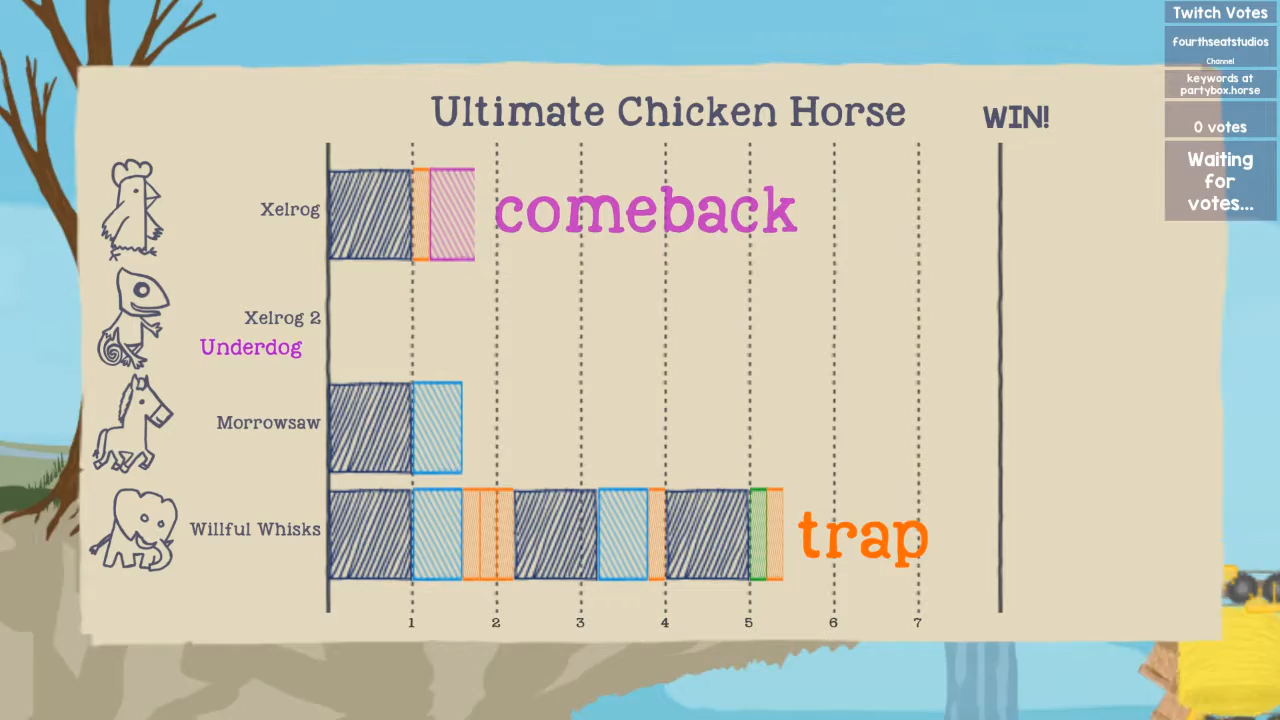 Twitch Votes
fourthseatstudios
Channel
keywords at
partybox.horse
0 votes
Waiting
for
votes...
Ultimate Chicken Horse
WIN!
Xelrog
comeback
Xelrog 2
Underdog
Morrowsaw
Willful Whisks
trap
1 2 3 4 5 6 7